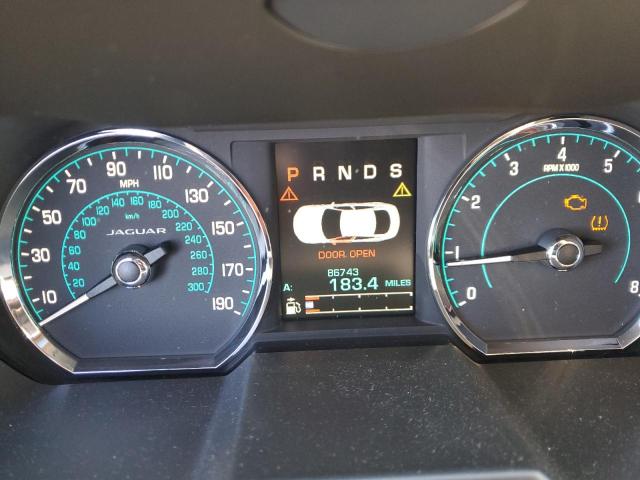 10 30 50 70 90 110 130 150 170 190
MPH
20 40 60 80 100 120 140 160 180 200 220 240 260 280 300
km/h
JAGUAR
P R N D S
DOOR OPEN
86743
A: 183.4 MILES
0 1 2 3 4 5 8
RPM X 1000